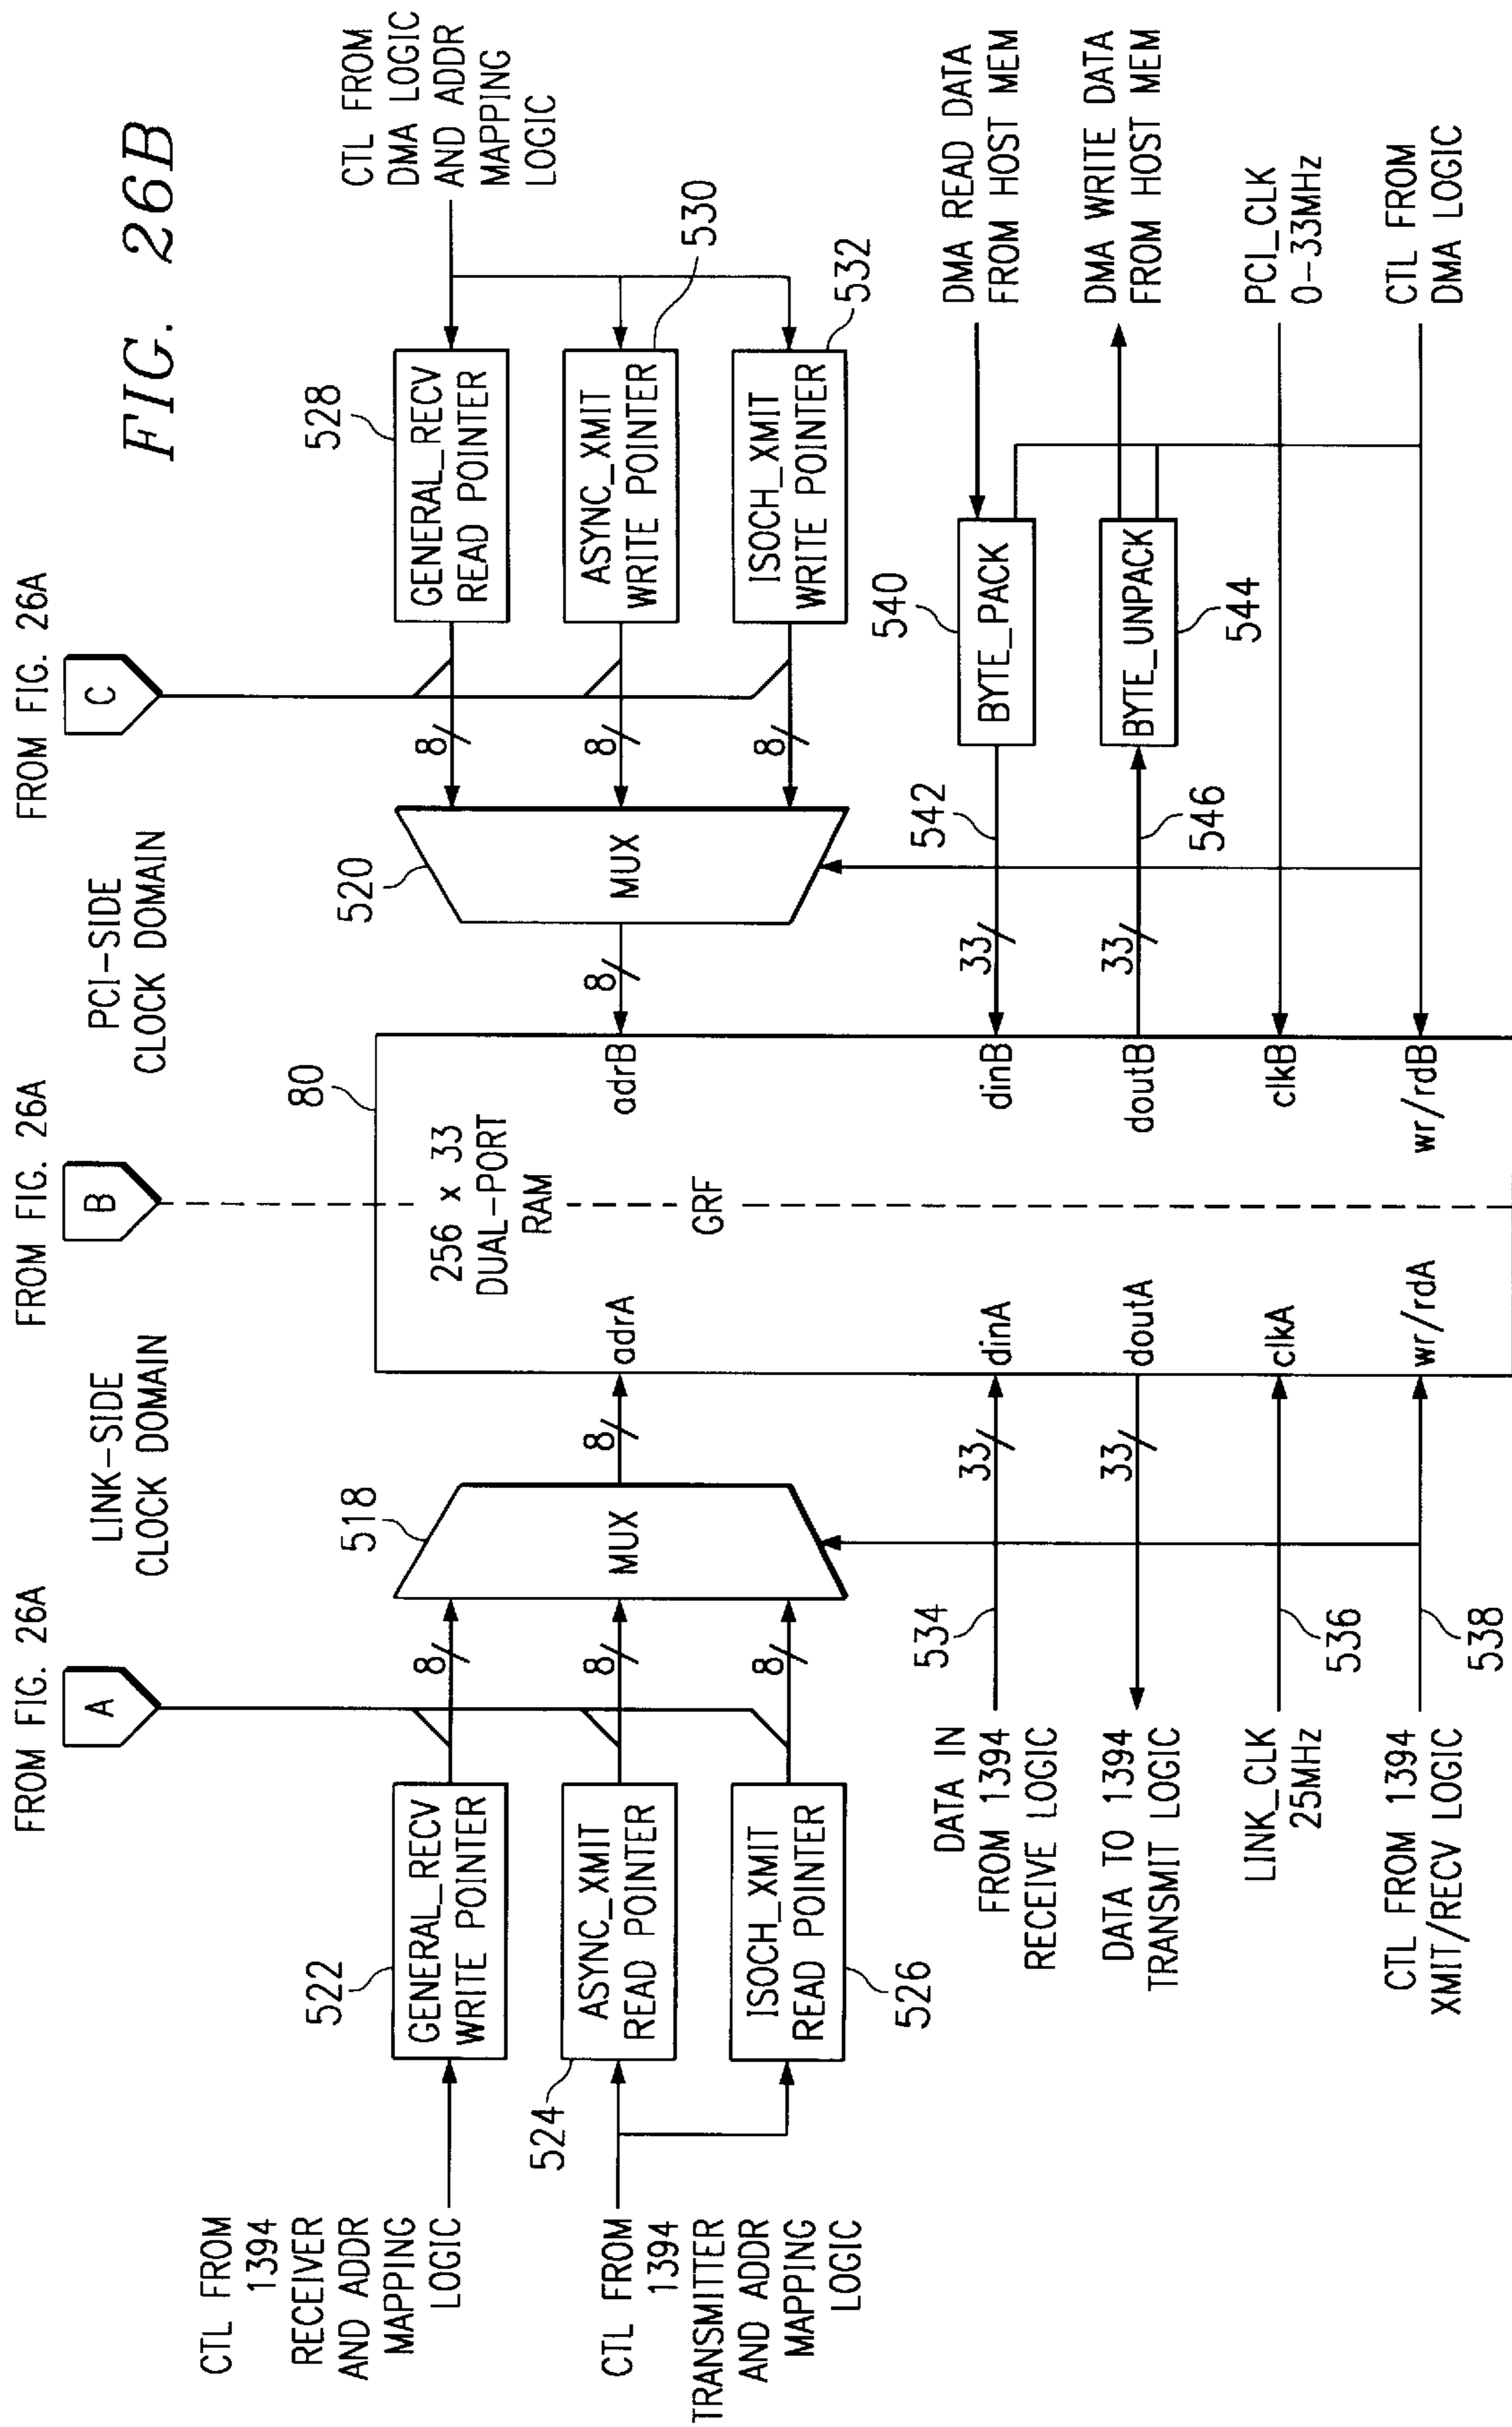 FIG. 26B
FROM FIG. 26A
A
FROM FIG. 26A
B
FROM FIG. 26A
C
LINK-SIDE
CLOCK DOMAIN
PCI-SIDE
CLOCK DOMAIN
CTL FROM
1394
RECEIVER
AND ADDR
MAPPING
LOGIC
522
GENERAL_RECV
WRITE POINTER
8
CTL FROM
1394
TRANSMITTER
AND ADDR
MAPPING
LOGIC
524
ASYNC_XMIT
READ POINTER
8
ISOCH_XMIT
READ POINTER
526
8
518
MUX
8
80
256 x 33
DUAL-PORT
RAM
GRF
adrA
adrB
dinA
dinB
doutA
doutB
clkA
clkB
wr/rdA
wr/rdB
520
MUX
8
8
8
8
528
GENERAL_RECV
READ POINTER
ASYNC_XMIT
WRITE POINTER
530
ISOCH_XMIT
WRITE POINTER
532
CTL FROM
DMA LOGIC
AND ADDR
MAPPING
LOGIC
DATA IN
FROM 1394
RECEIVE LOGIC
534
33
DATA TO 1394
TRANSMIT LOGIC
33
LINK_CLK
25MHz
536
CTL FROM 1394
XMIT/RECV LOGIC
538
33
542
540
BYTE_PACK
DMA READ DATA
FROM HOST MEM
33
546
BYTE_UNPACK
544
DMA WRITE DATA
FROM HOST MEM
PCI_CLK
0-33MHz
CTL FROM
DMA LOGIC